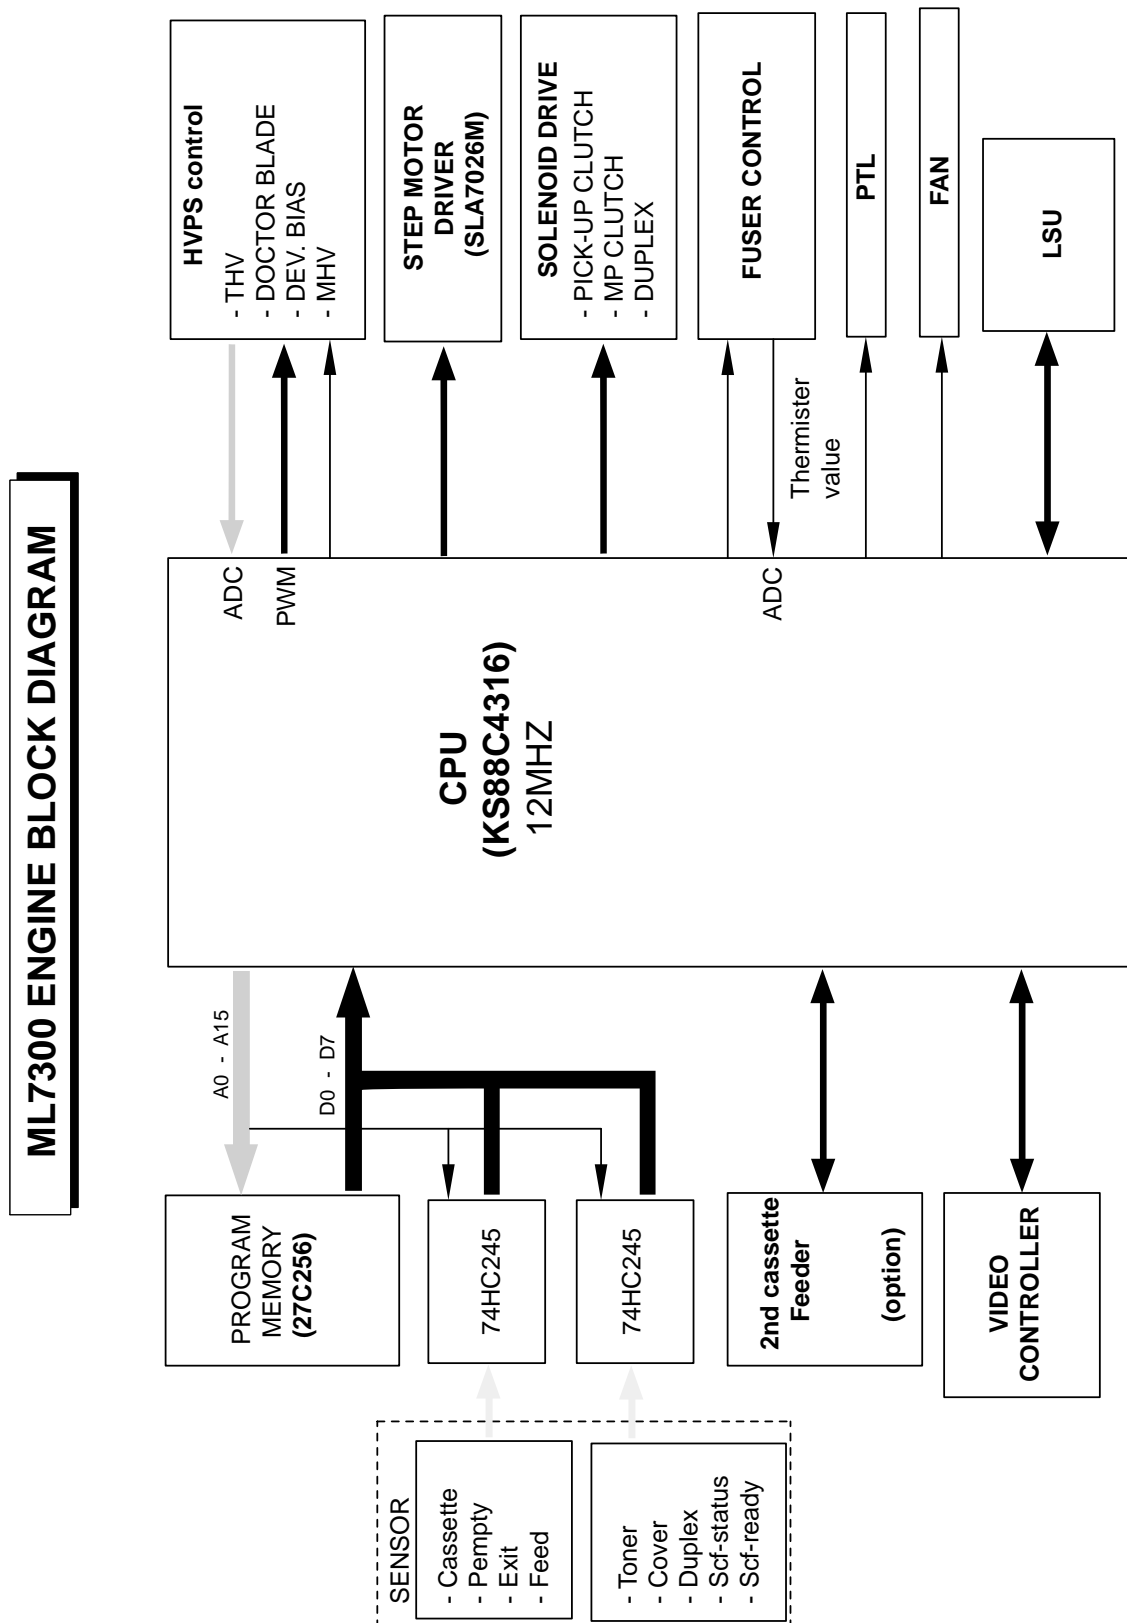 ML7300 ENGINE BLOCK DIAGRAM
SENSOR
- Cassette
- Pempty
- Exit
- Feed
- Toner
- Cover
- Duplex
- Scf-status
- Scf-ready
PROGRAM
MEMORY
(27C256)
74HC245
74HC245
2nd cassette
Feeder
(option)
VIDEO
CONTROLLER
A0 - A15
D0 - D7
CPU
(KS88C4316)
12MHZ
ADC
PWM
ADC
Thermister
value
HVPS control
- THV
- DOCTOR BLADE
- DEV. BIAS
- MHV
STEP MOTOR
DRIVER
(SLA7026M)
SOLENOID DRIVE
- PICK-UP CLUTCH
- MP CLUTCH
- DUPLEX
FUSER CONTROL
PTL
FAN
LSU